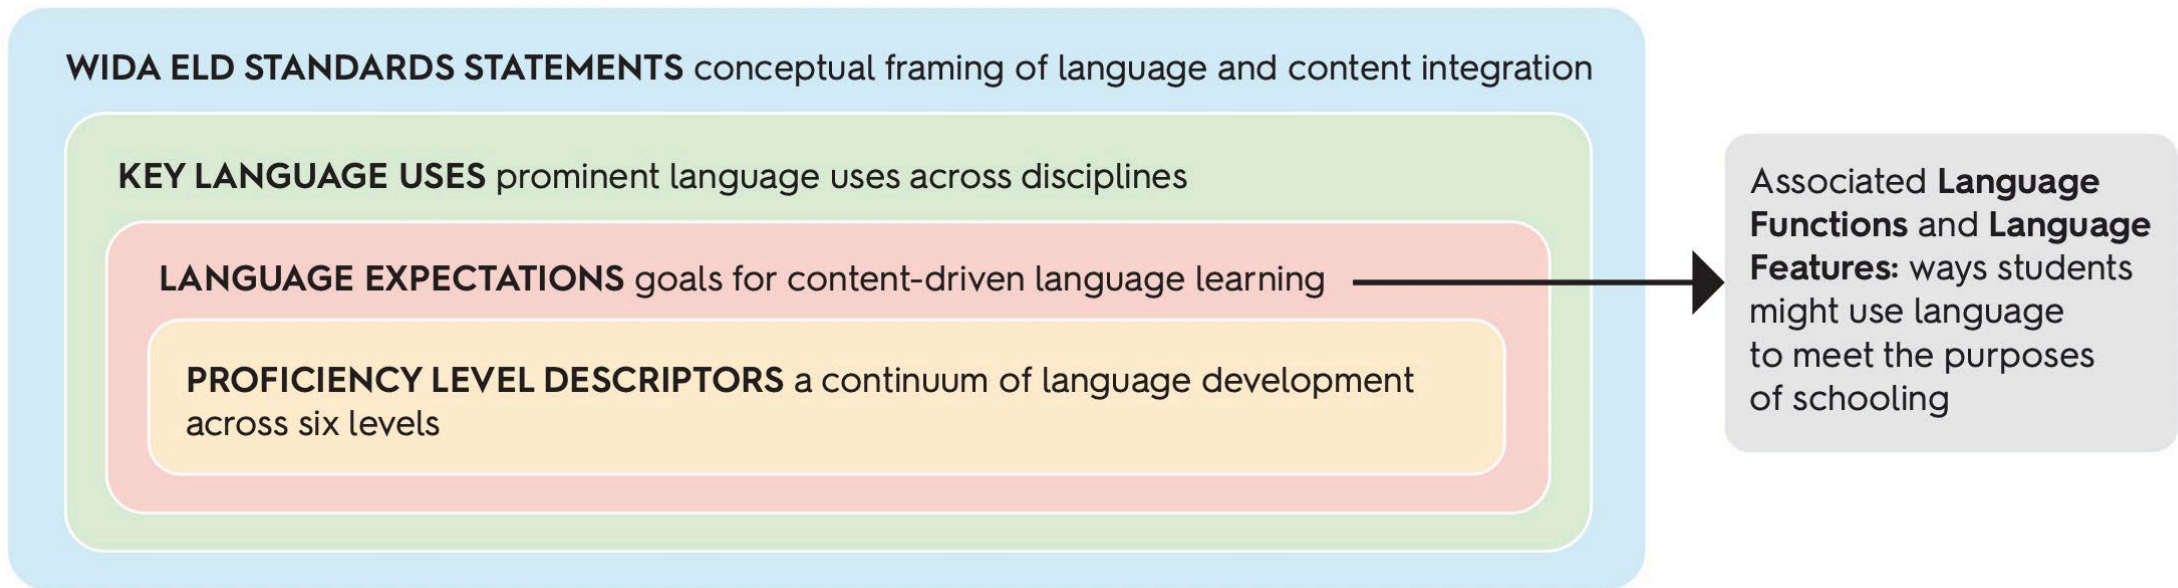 WIDA ELD STANDARDS STATEMENTS conceptual framing of language and content integration
KEY LANGUAGE USES prominent language uses across disciplines
LANGUAGE EXPECTATIONS goals for content-driven language learning
PROFICIENCY LEVEL DESCRIPTORS a continuum of language development
across six levels
Associated Language
Functions and Language
Features: ways students
might use language
to meet the purposes
of schooling